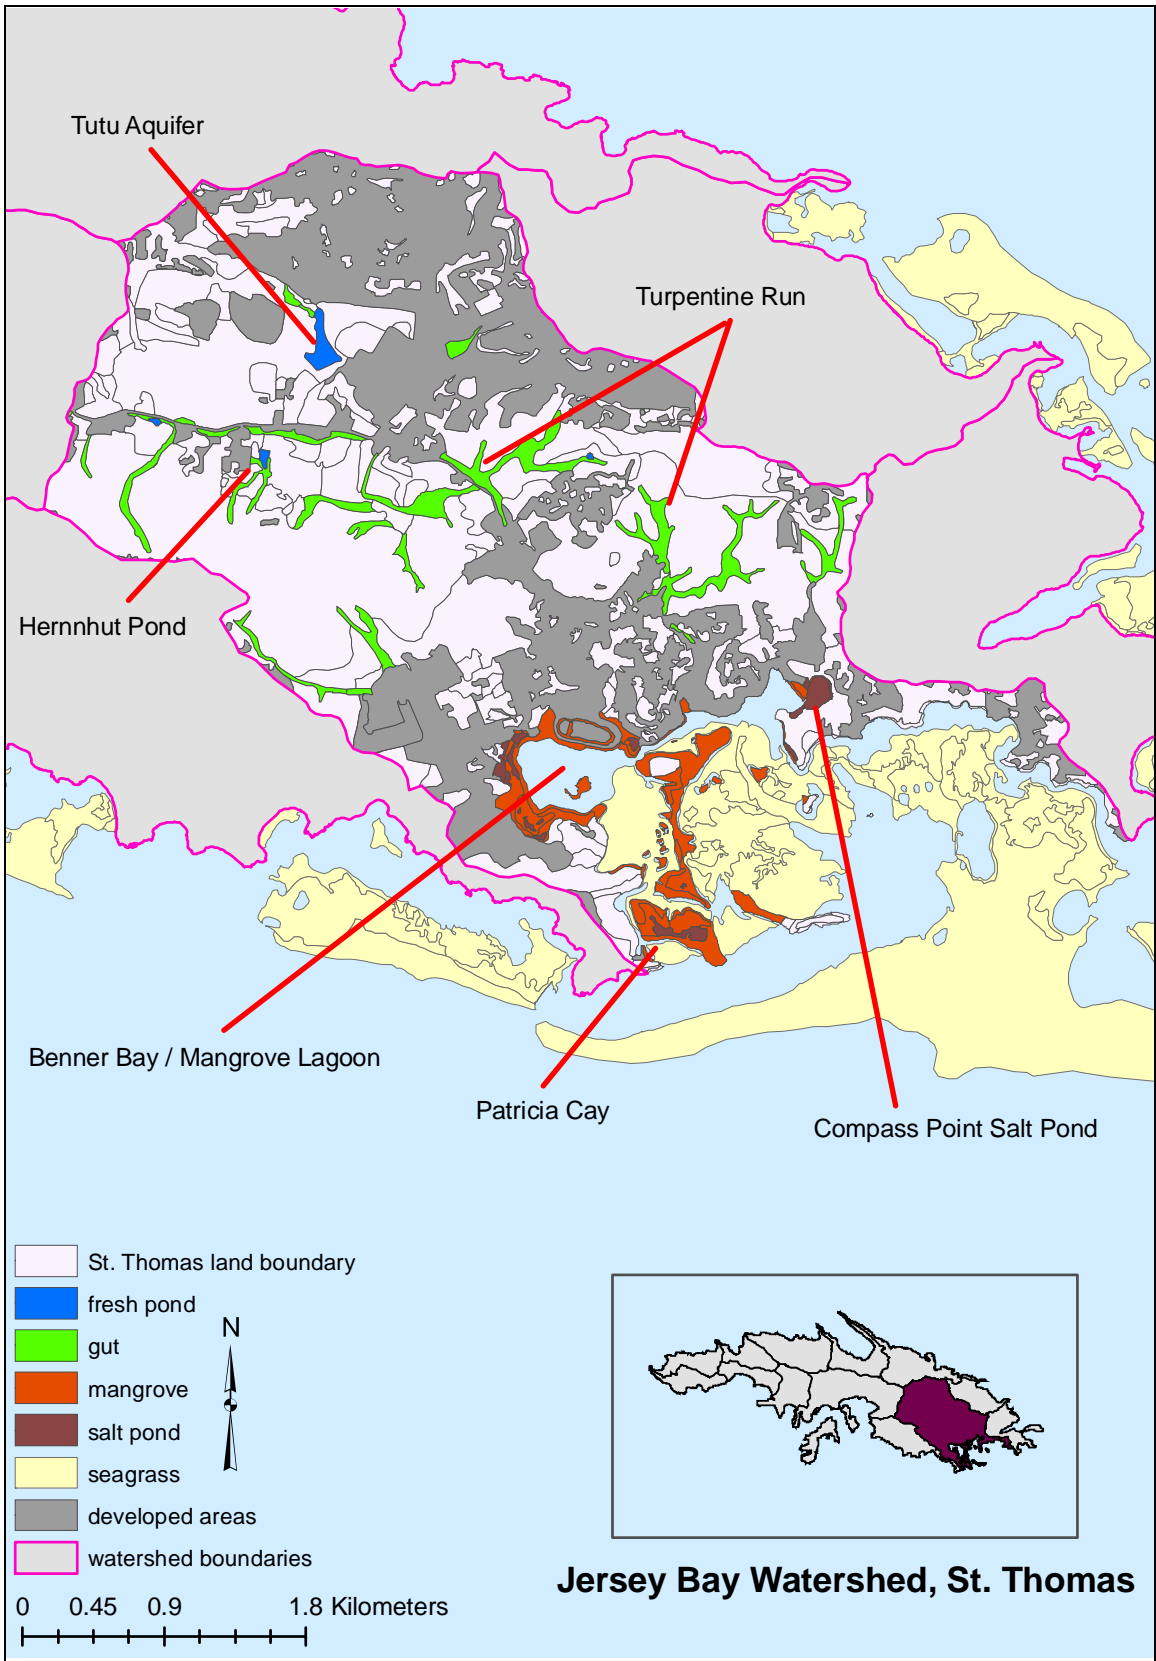 Tutu Aquifer
Turpentine Run
Hernnhut Pond
Benner Bay / Mangrove Lagoon
Patricia Cay
Compass Point Salt Pond
St. Thomas land boundary
fresh pond
gut
mangrove
salt pond
seagrass
developed areas
watershed boundaries
N
0 0.45 0.9 1.8 Kilometers
Jersey Bay Watershed, St. Thomas